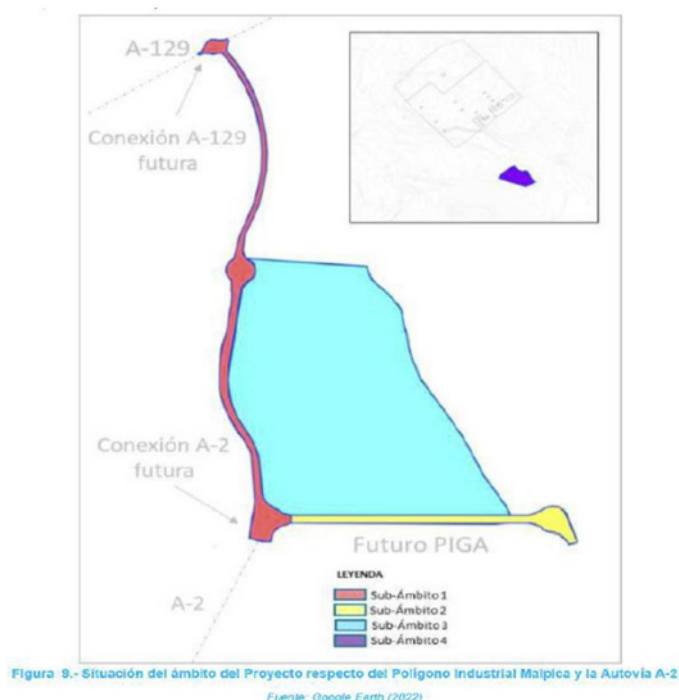 A-129
Conexión A-129
futura
Conexión A-2
futura
Futuro PIGA
A-2
LEYENDA
Sub-Ámbito 1
Sub-Ámbito 2
Sub-Ámbito 3
Sub-Ámbito 4
Figura 9.- Situación del ámbito del Proyecto respecto del Polígono Industrial Malpica y la Autovía A-2
Fuente: Google Earth (2022)